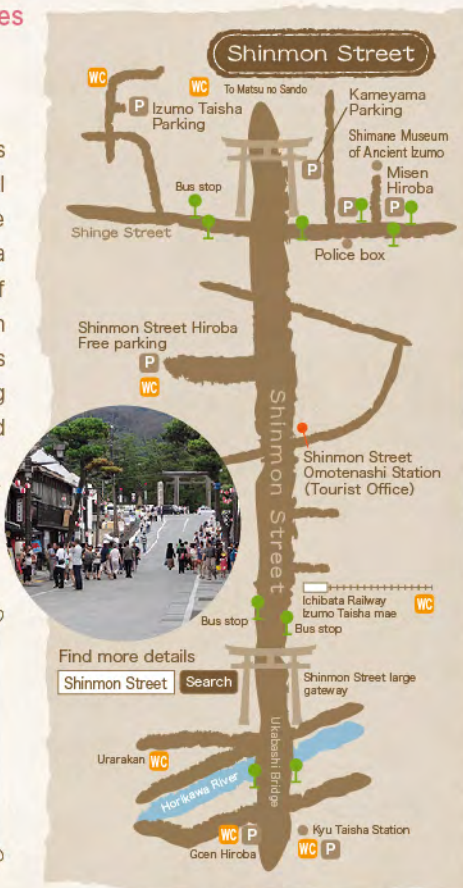 es
Shinmon Street
WC
WC
To Matsu no Sando
P
Izumo Taisha
Parking
Kameyama
Parking
P
Shimane Museum
of Ancient Izumo
Misen
Hiroba
P
P
Bus stop
Shinge Street
Police box
Shinmon Street Hiroba
Free parking
P
WC
Shinmon Street
Shinmon Street
Omotenashi Station
(Tourist Office)
Ichibata Railway
Izumo Taisha mae
WC
Bus stop
Bus stop
Find more details
Shinmon Street
Search
Shinmon Street large
gateway
Ukabashi Bridge
Urarakan
WC
Horikawa River
WC
P
Goen Hiroba
Kyu Taisha Station
WC
P